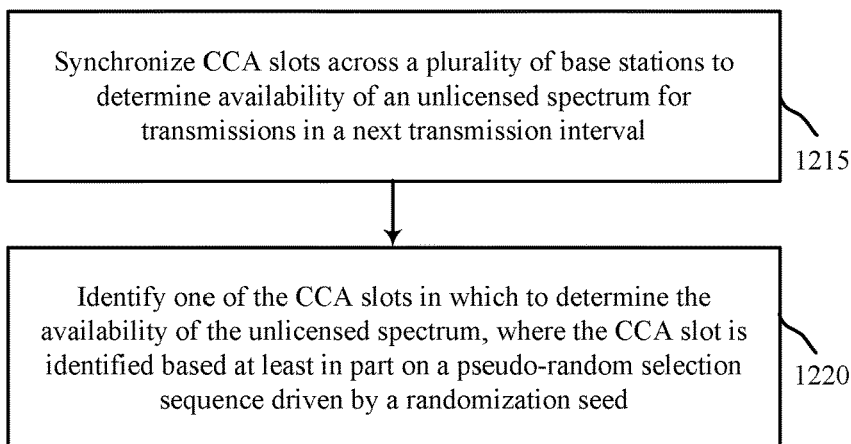 Synchronize CCA slots across a plurality of base stations to
determine availability of an unlicensed spectrum for
transmissions in a next transmission interval
1215
Identify one of the CCA slots in which to determine the
availability of the unlicensed spectrum, where the CCA slot is
identified based at least in part on a pseudo-random selection
sequence driven by a randomization seed
1220